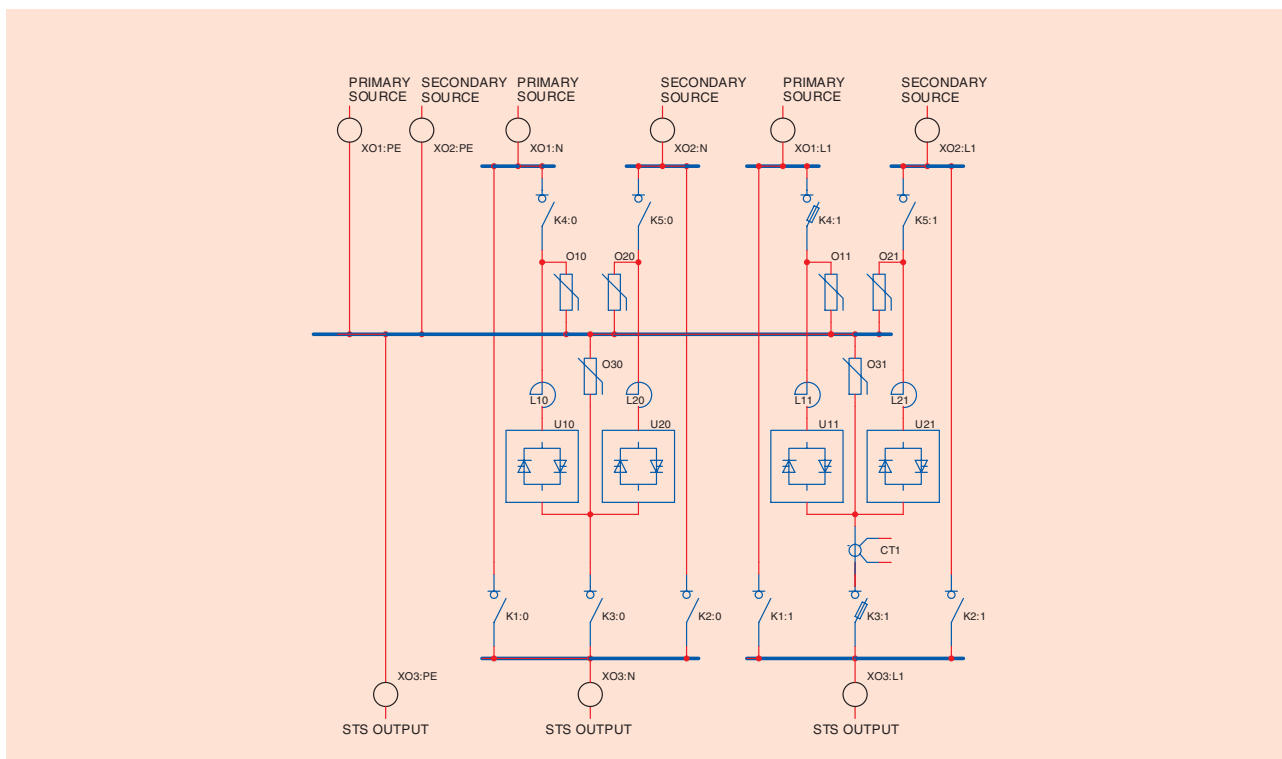 PRIMARY
SOURCE
SECONDARY
SOURCE
PRIMARY
SOURCE
SECONDARY
SOURCE
PRIMARY
SOURCE
SECONDARY
SOURCE
XO1:PE
XO2:PE
XO1:N
XO2:N
XO1:L1
XO2:L1
K4:0
K5:0
K4:1
K5:1
O10
O20
O11
O21
O30
O31
L10
L20
L11
L21
U10
U20
U11
U21
CT1
K1:0
K3:0
K2:0
K1:1
K3:1
K2:1
XO3:PE
XO3:N
XO3:L1
STS OUTPUT
STS OUTPUT
STS OUTPUT